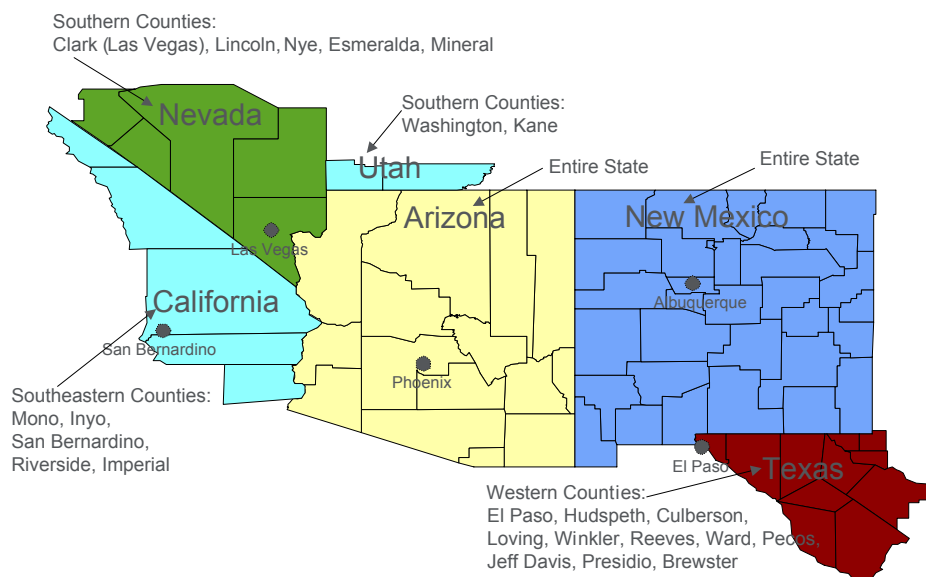 Southern Counties:
Clark (Las Vegas), Lincoln, Nye, Esmeralda, Mineral
Southern Counties:
Washington, Kane
Nevada
Utah
Entire State
Entire State
Arizona
New Mexico
Las Vegas
California
Albuquerque
San Bernardino
Phoenix
Southeastern Counties:
Mono, Inyo,
San Bernardino,
Riverside, Imperial
El Paso
Texas
Western Counties:
El Paso, Hudspeth, Culberson,
Loving, Winkler, Reeves, Ward, Pecos,
Jeff Davis, Presidio, Brewster